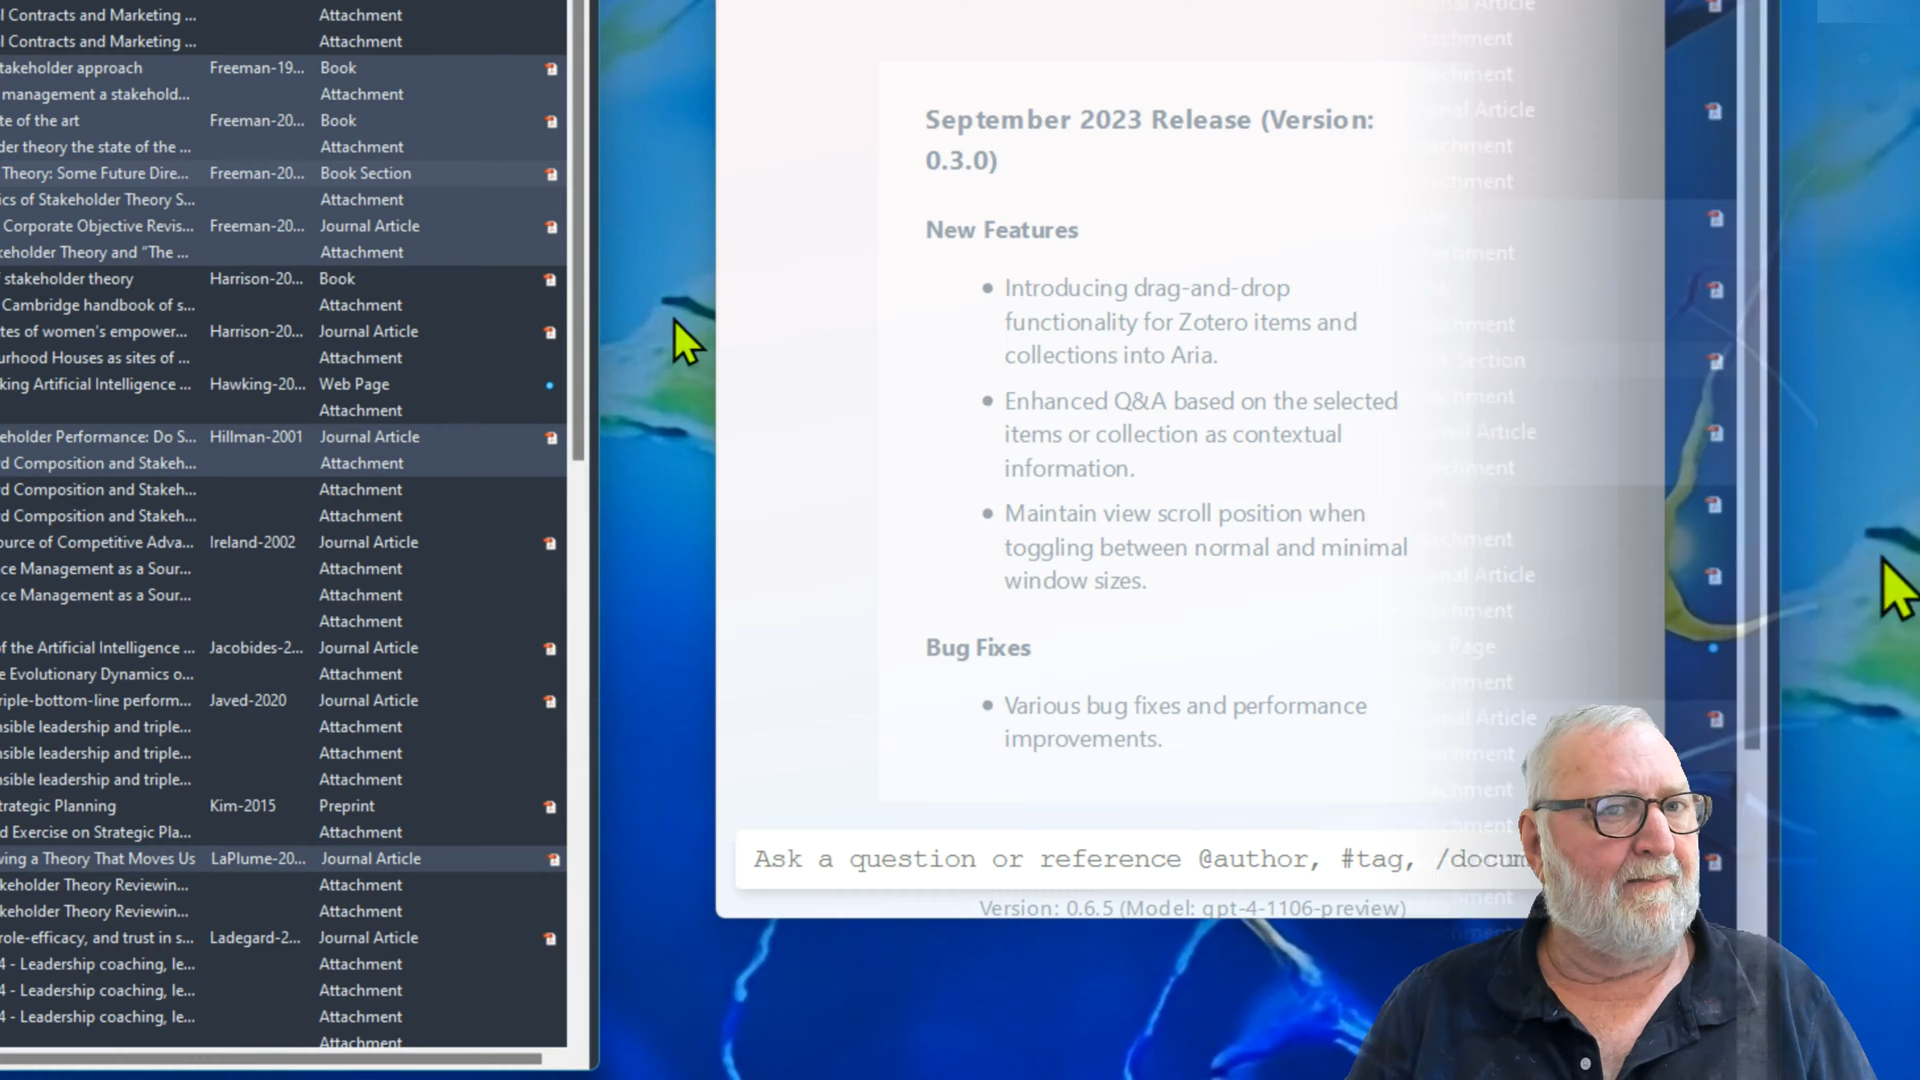 l Contracts and Marketing ... Attachment
l Contracts and Marketing ... Attachment
takeholder approach Freeman-19... Book
management a stakehold... Attachment
te of the art Freeman-20... Book
der theory the state of the ... Attachment
Theory: Some Future Dire... Freeman-20... Book Section
ics of Stakeholder Theory S... Attachment
Corporate Objective Revis... Freeman-20... Journal Article
keholder Theory and “The ... Attachment
stakeholder theory Harrison-20... Book
Cambridge handbook of s... Attachment
tes of women's empower... Harrison-20... Journal Article
urhood Houses as sites of ... Attachment
king Artificial Intelligence ... Hawking-20... Web Page
Attachment
eholder Performance: Do S... Hillman-2001 Journal Article
rd Composition and Stakeh... Attachment
rd Composition and Stakeh... Attachment
rd Composition and Stakeh... Attachment
ource of Competitive Adva... Ireland-2002 Journal Article
ce Management as a Sour... Attachment
ce Management as a Sour... Attachment
Attachment
of the Artificial Intelligence ... Jacobides-2... Journal Article
e Evolutionary Dynamics o... Attachment
riple-bottom-line perform... Javed-2020 Journal Article
nsible leadership and triple... Attachment
nsible leadership and triple... Attachment
nsible leadership and triple... Attachment
trategic Planning Kim-2015 Preprint
d Exercise on Strategic Pla... Attachment
wing a Theory That Moves Us LaPlume-20... Journal Article
keholder Theory Reviewin... Attachment
keholder Theory Reviewin... Attachment
role-efficacy, and trust in s... Ladegard-2... Journal Article
4 - Leadership coaching, le... Attachment
4 - Leadership coaching, le... Attachment
4 - Leadership coaching, le... Attachment
Attachment
September 2023 Release (Version:
0.3.0)
New Features
• Introducing drag-and-drop
functionality for Zotero items and
collections into Aria.
• Enhanced Q&A based on the selected
items or collection as contextual
information.
• Maintain view scroll position when
toggling between normal and minimal
window sizes.
Bug Fixes
• Various bug fixes and performance
improvements.
Ask a question or reference @author, #tag, /docum
Version: 0.6.5 (Model: gpt-4-1106-preview)